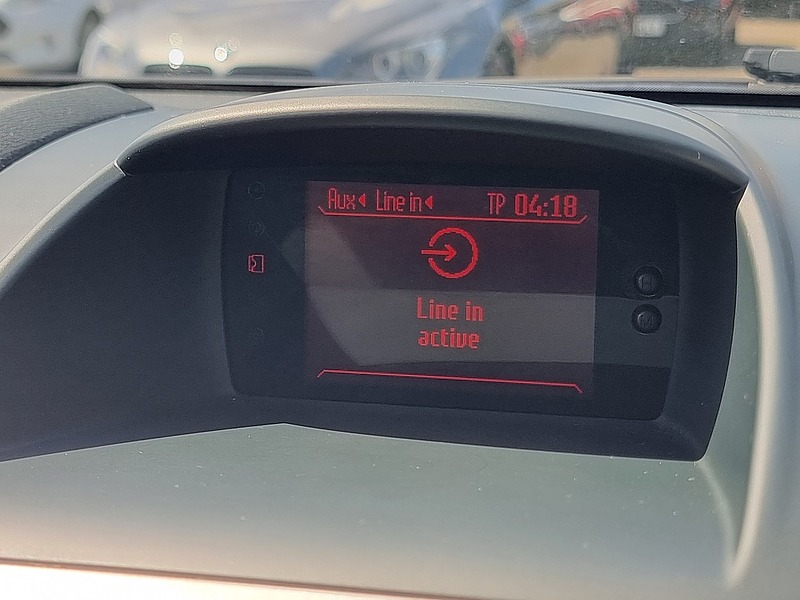 Aux Line in TP 04:18
Line in
active
H
M